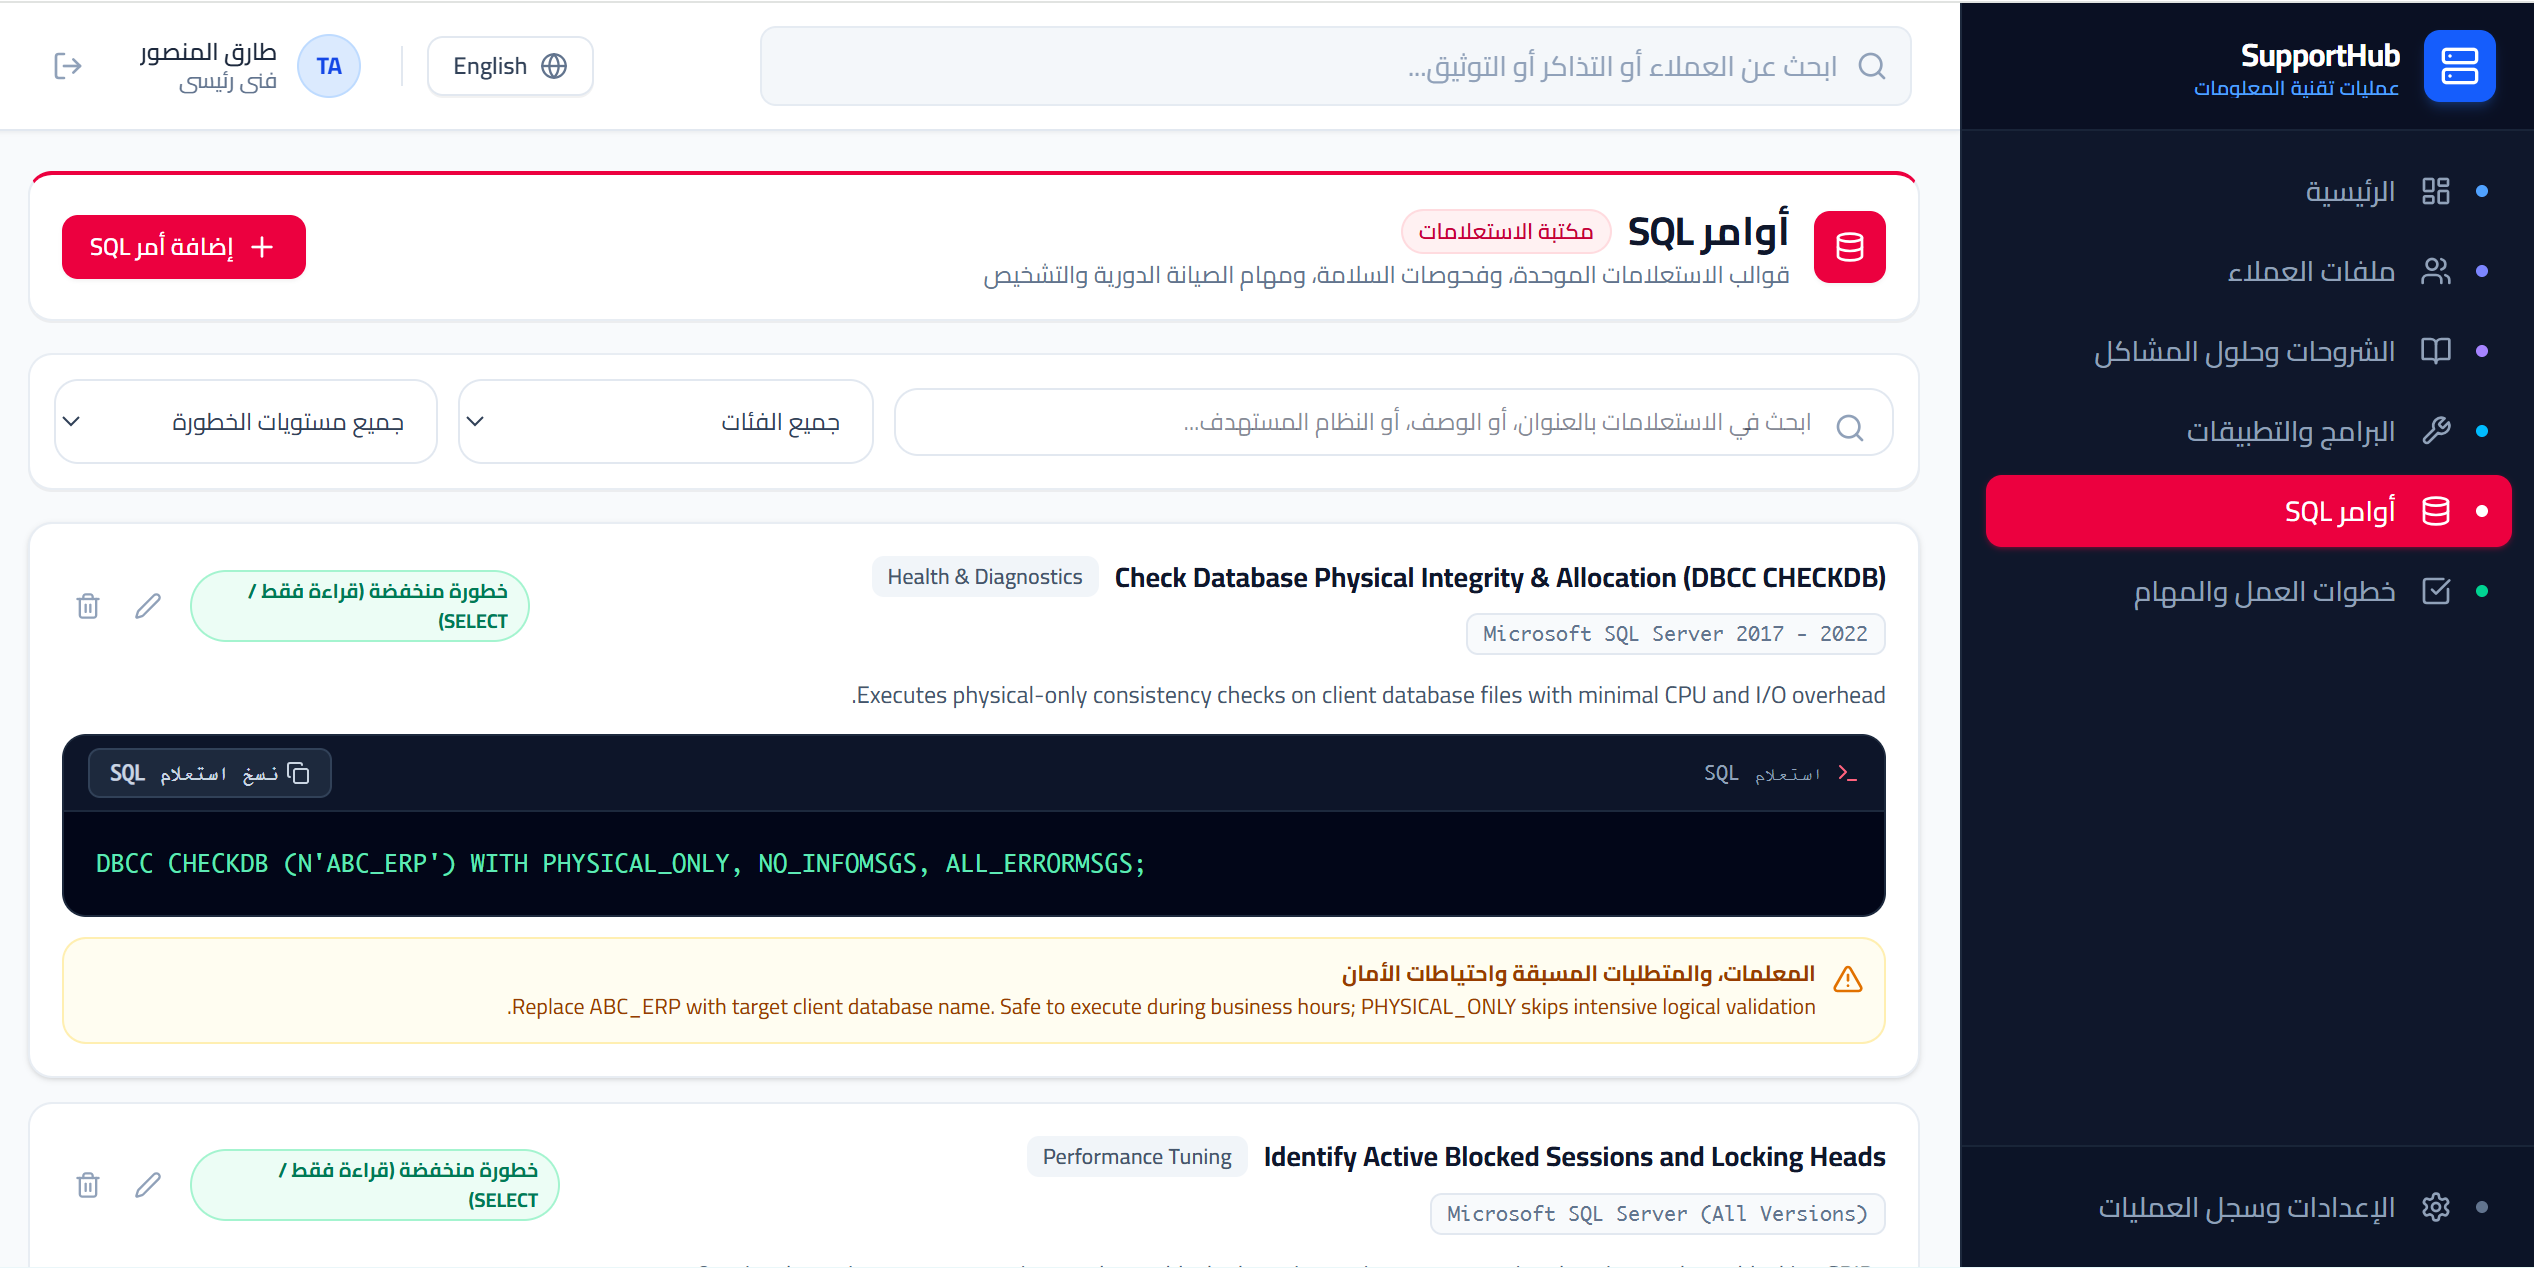 SupportHub
عمليات تقنية المعلومات
ابحث عن العملاء أو التذاكر أو التوثيق...
English
TA
طارق المنصور
فني رئيسي
الرئيسية
ملفات العملاء
الشروحات وحلول المشاكل
البرامج والتطبيقات
أوامر SQL
خطوات العمل والمهام
الإعدادات وسجل العمليات
أوامر SQL
مكتبة الاستعلامات
قوالب الاستعلامات الموحدة، وفحوصات السلامة، ومهام الصيانة الدورية والتشخيص
إضافة أمر SQL
ابحث في الاستعلامات بالعنوان، أو الوصف، أو النظام المستهدف...
جميع الفئات
جميع مستويات الخطورة
Check Database Physical Integrity & Allocation (DBCC CHECKDB)
Health & Diagnostics
خطورة منخفضة (قراءة فقط /
SELECT)
Microsoft SQL Server 2017 - 2022
Executes physical-only consistency checks on client database files with minimal CPU and I/O overhead.
استعلام SQL
نسخ استعلام SQL
DBCC CHECKDB (N'ABC_ERP') WITH PHYSICAL_ONLY, NO_INFOMSGS, ALL_ERRORMSGS;
المعلمات، والمتطلبات المسبقة واحتياطات الأمان
Replace ABC_ERP with target client database name. Safe to execute during business hours; PHYSICAL_ONLY skips intensive logical validation.
Identify Active Blocked Sessions and Locking Heads
Performance Tuning
خطورة منخفضة (قراءة فقط /
SELECT)
Microsoft SQL Server (All Versions)